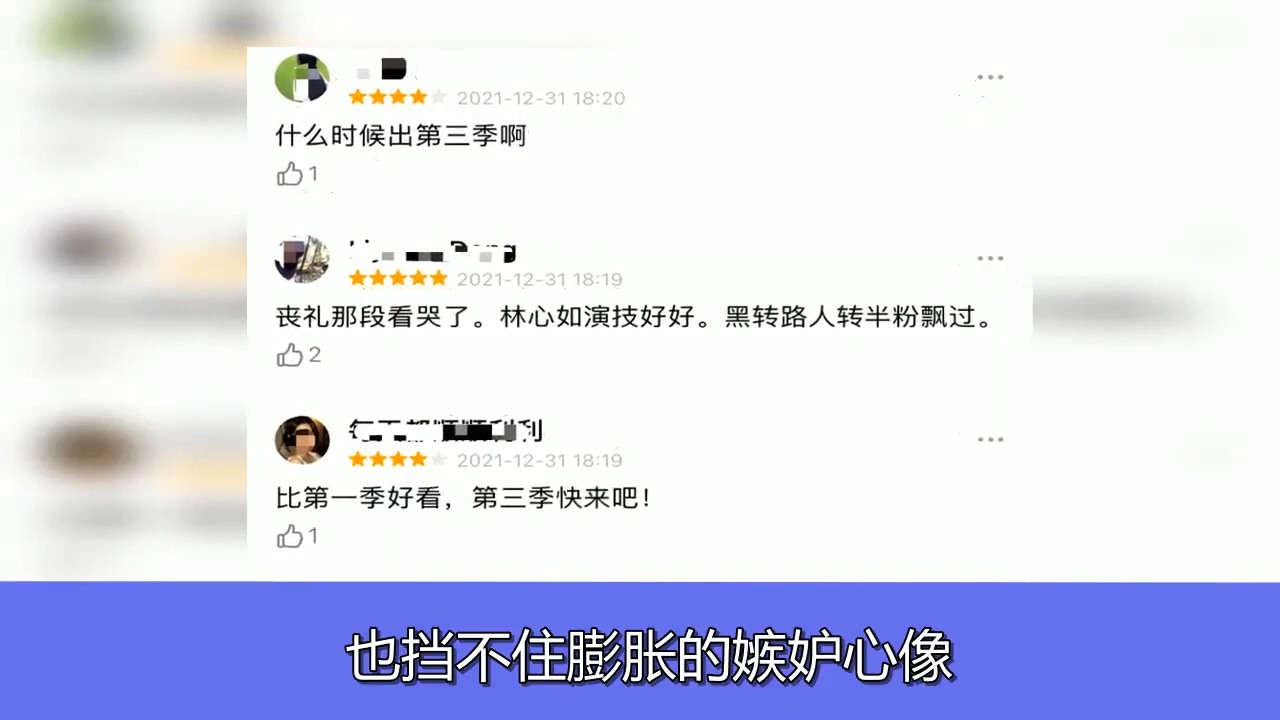 2021-12-31 18:20
什么时候出第三季啊
1
2021-12-31 18:19
丧礼那段看哭了。林心如演技好好。黑转路人转半粉飘过。
2
2021-12-31 18:19
比第一季好看，第三季快来吧！
1
也挡不住膨胀的嫉妒心像